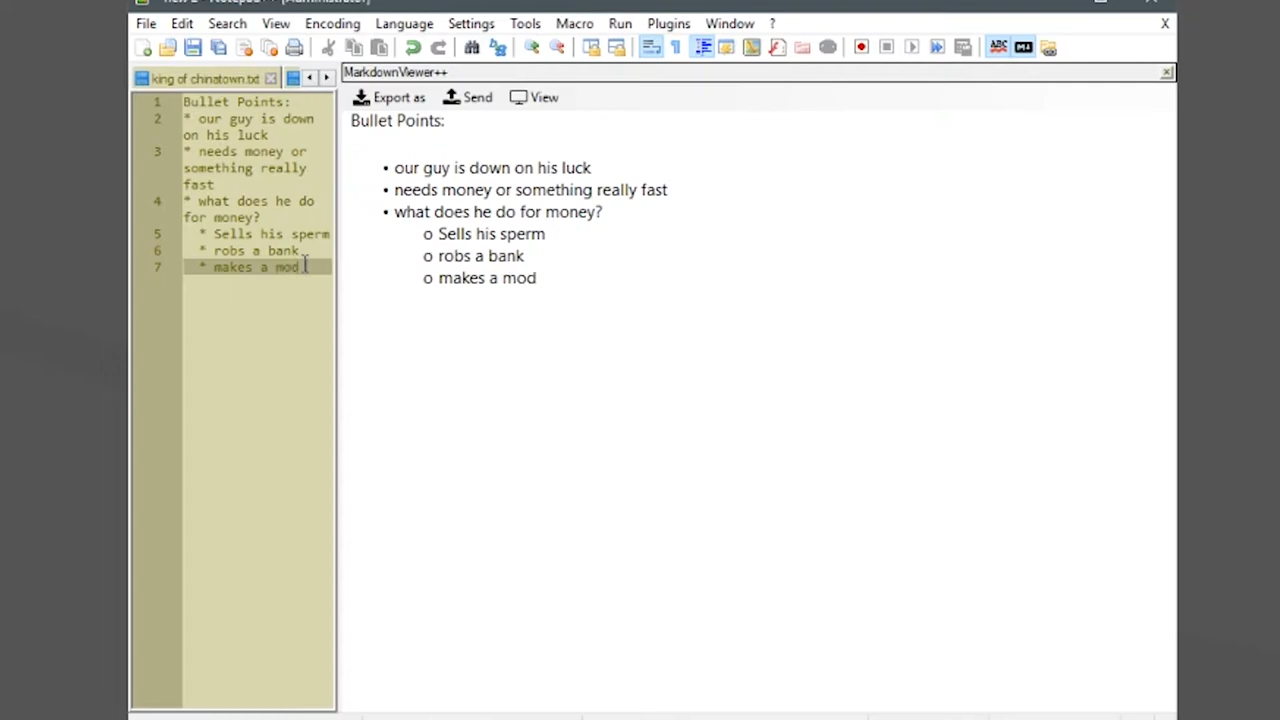 File Edit Search View Encoding Language Settings Tools Macro Run Plugins Window ? X
king of chinatown.txt
MarkdownViewer++
Export as Send View
1 Bullet Points:
2 * our guy is down
on his luck
3 * needs money or
something really
fast
4 * what does he do
for money?
5 * Sells his sperm
6 * robs a bank
7 * makes a mod
Bullet Points:
• our guy is down on his luck
• needs money or something really fast
• what does he do for money?
o Sells his sperm
o robs a bank
o makes a mod